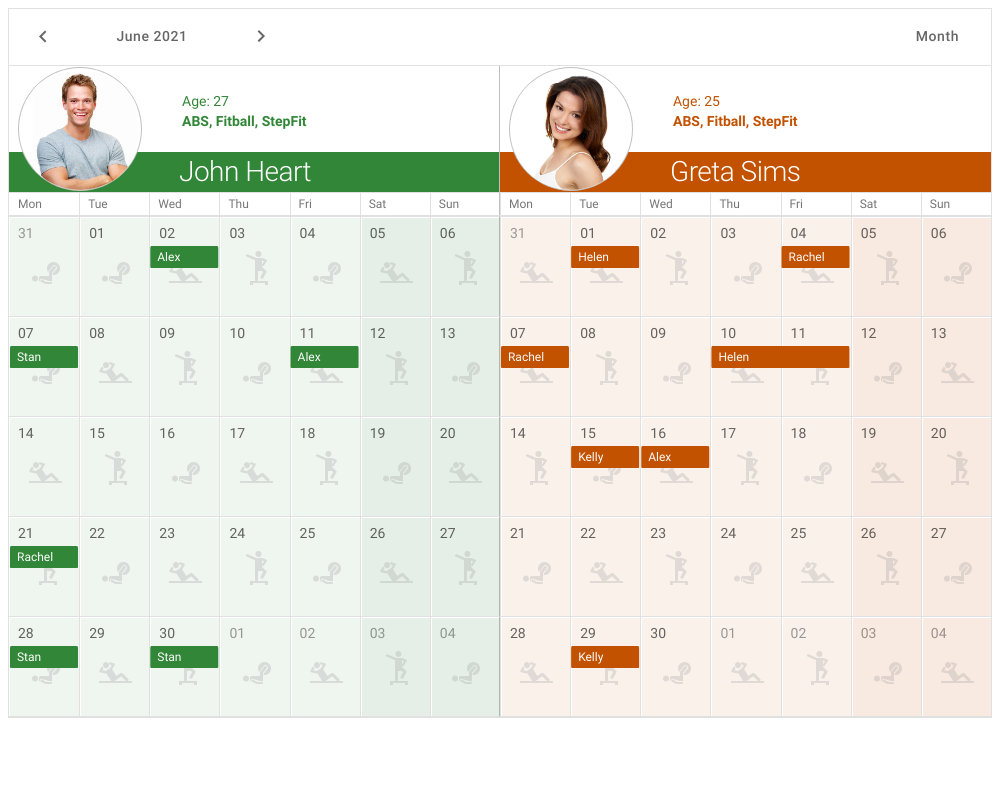 June 2021 Month
Age: 27
ABS, Fitball, StepFit
John Heart
Age: 25
ABS, Fitball, StepFit
Greta Sims
Mon Tue Wed Thu Fri Sat Sun Mon Tue Wed Thu Fri Sat Sun
31 01 02 03 04 05 06 31 01 02 03 04 05 06
Alex Helen Rachel
07 08 09 10 11 12 13 07 08 09 10 11 12 13
Stan Alex Rachel Helen
14 15 16 17 18 19 20 14 15 16 17 18 19 20
Kelly Alex
21 22 23 24 25 26 27 21 22 23 24 25 26 27
Rachel
28 29 30 01 02 03 04 28 29 30 01 02 03 04
Stan Stan Kelly